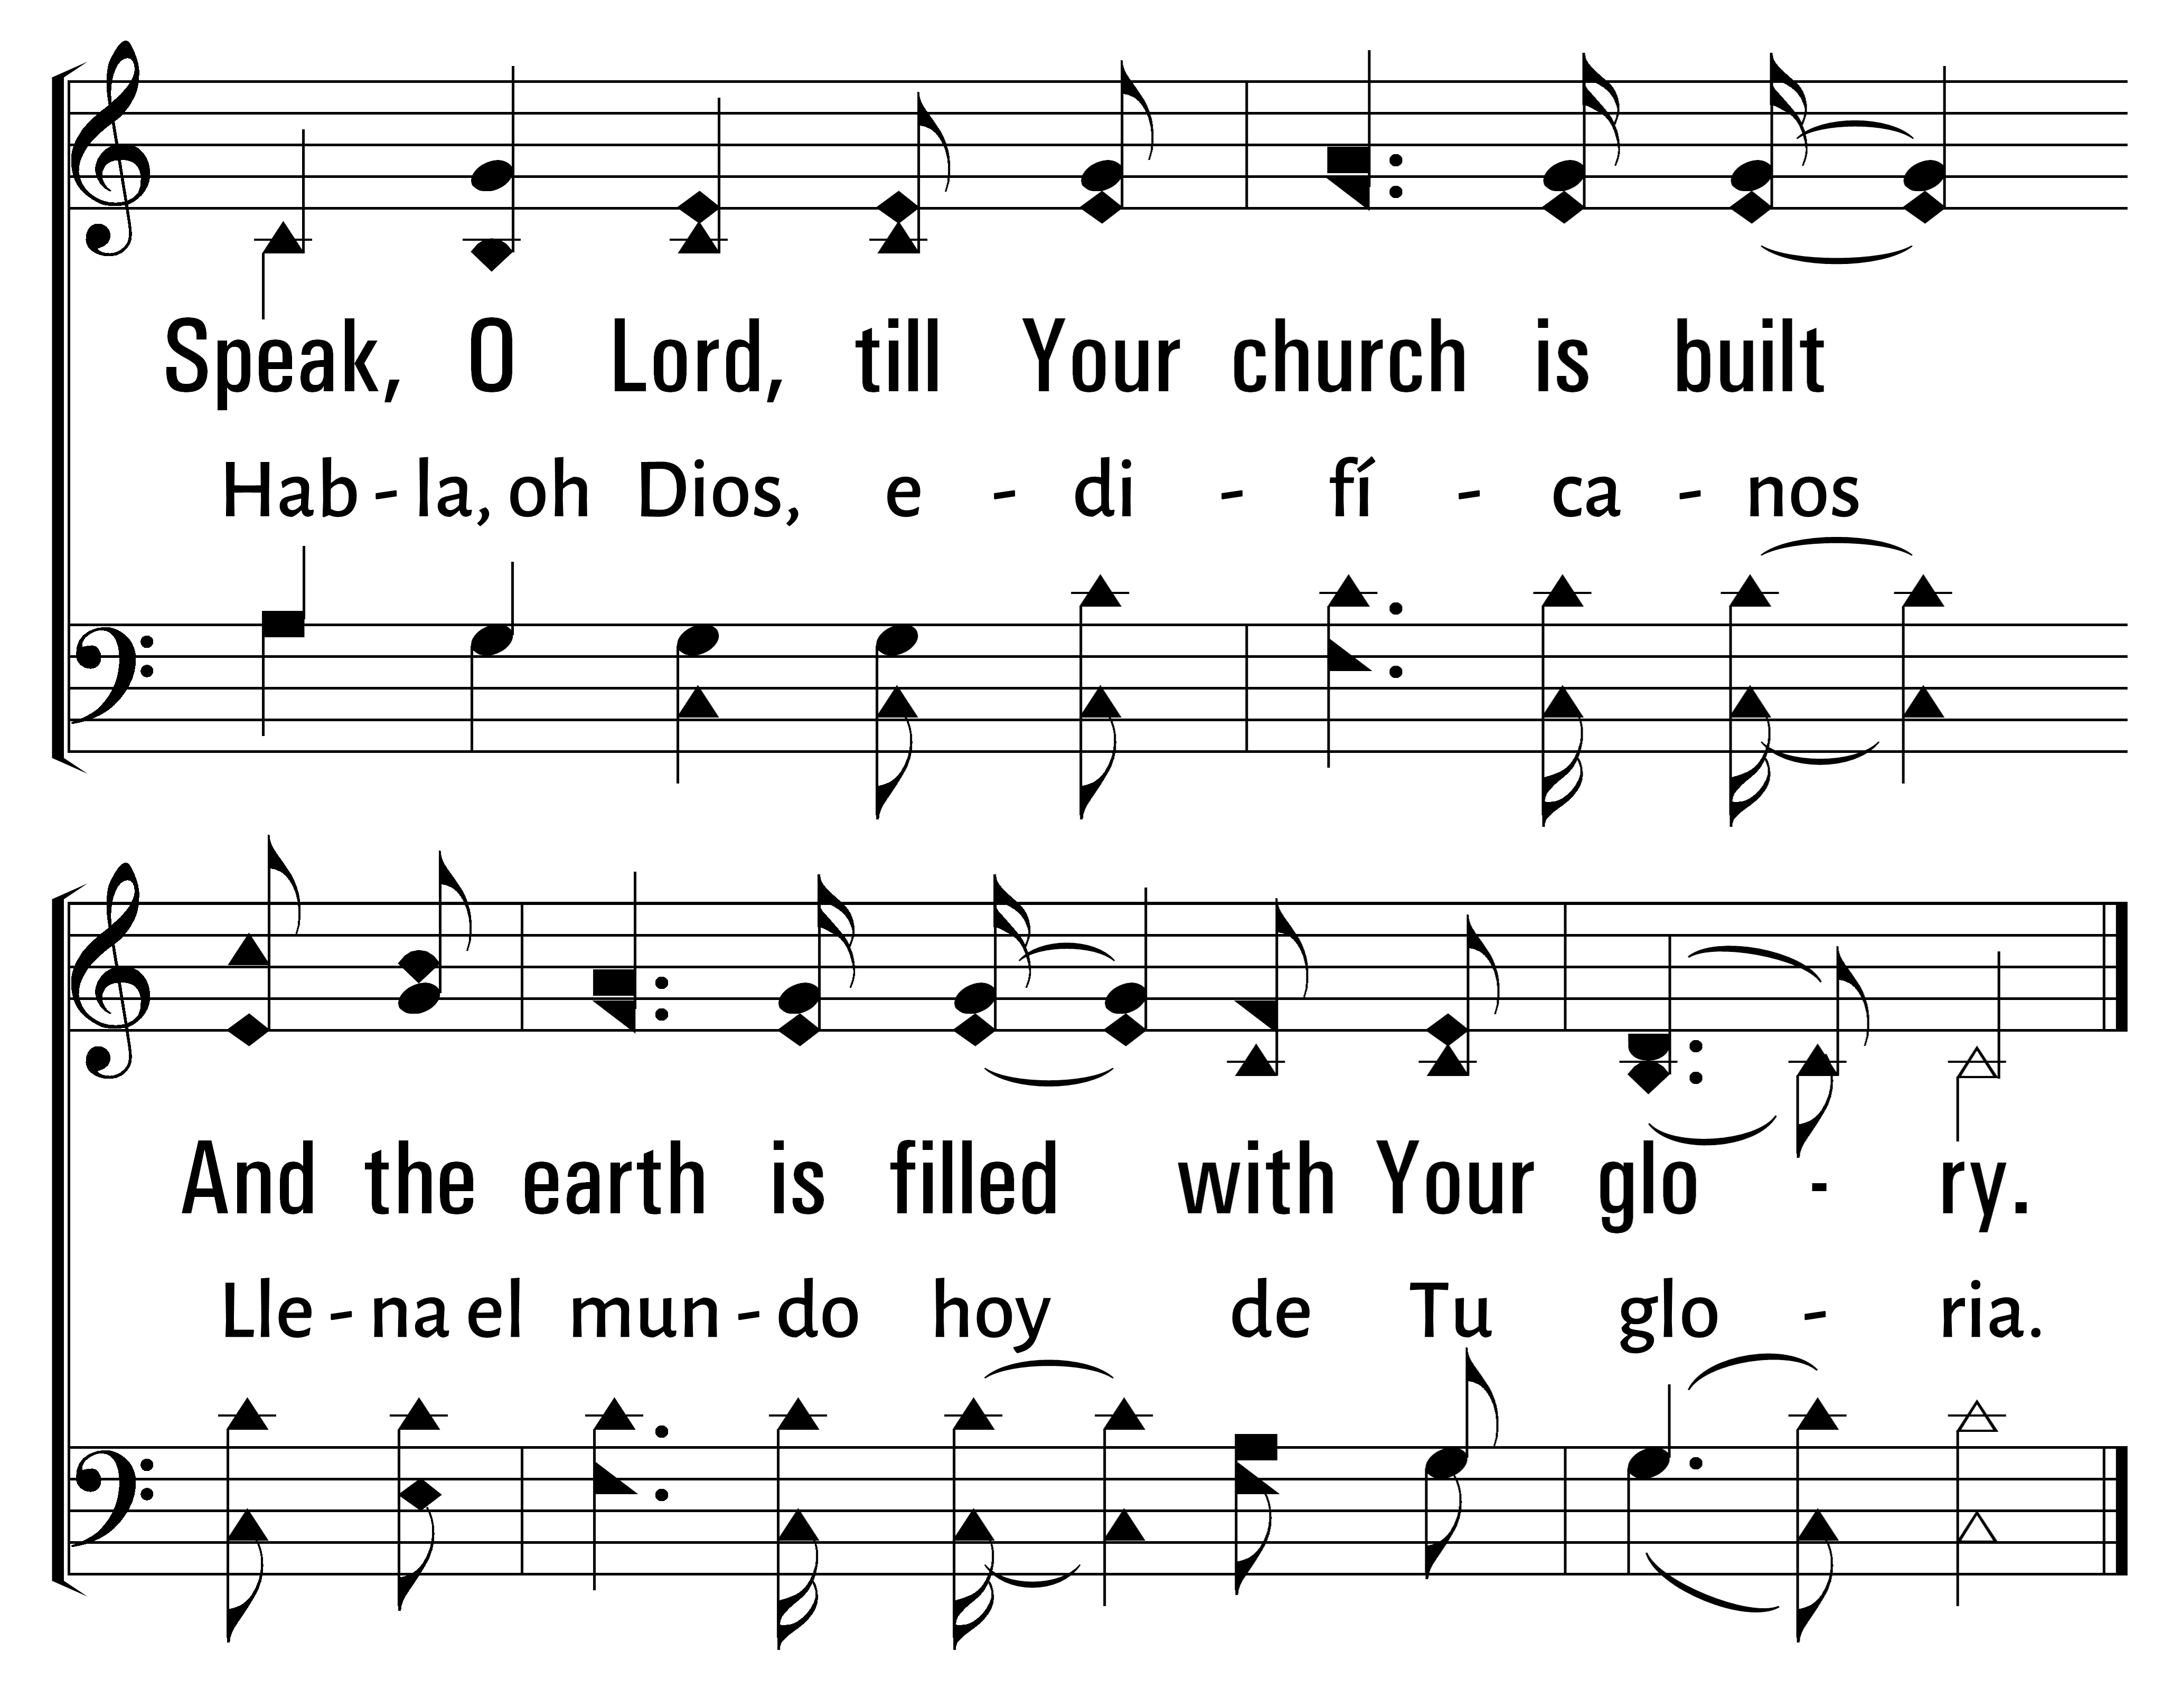 Speak, O Lord, till Your church is built
Hab - la, oh Dios, e - di - fí - ca - nos
And the earth is filled with Your glo - ry.
Lle - na el mun - do hoy de Tu glo - ria.